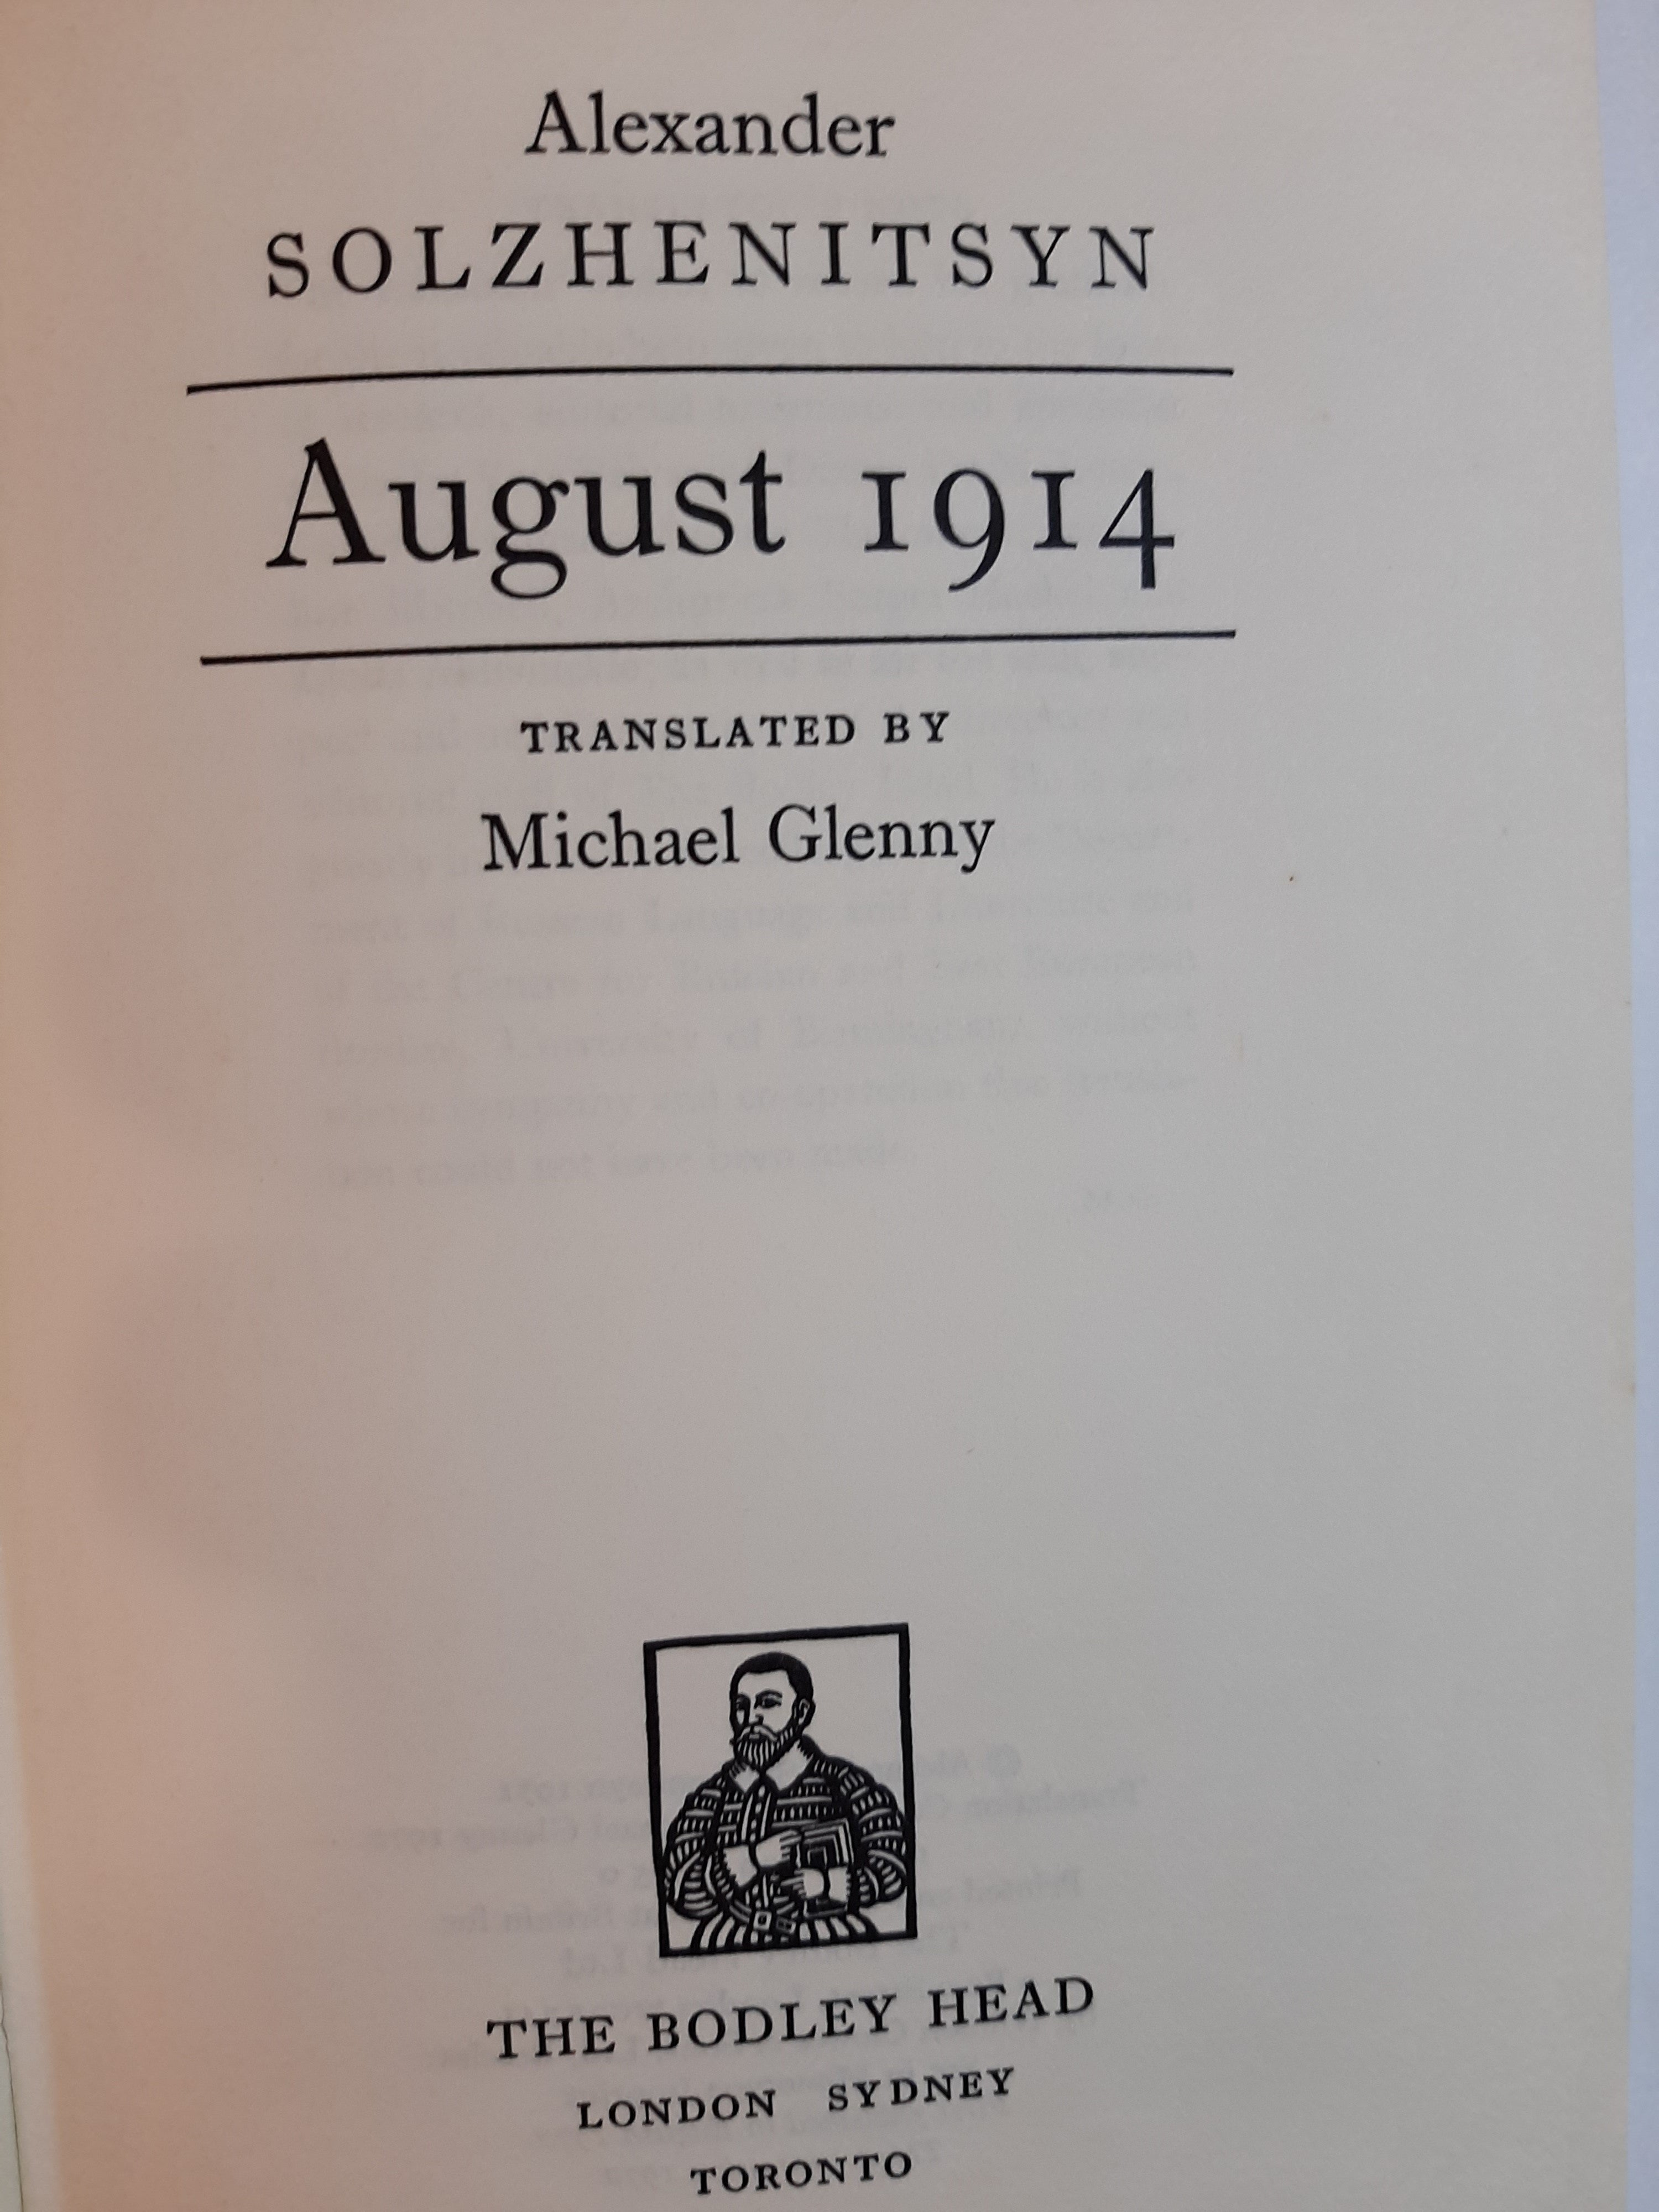 Alexander
SOLZHENITSYN
August 1914
TRANSLATED BY
Michael Glenny
THE BODLEY HEAD
LONDON SYDNEY
TORONTO